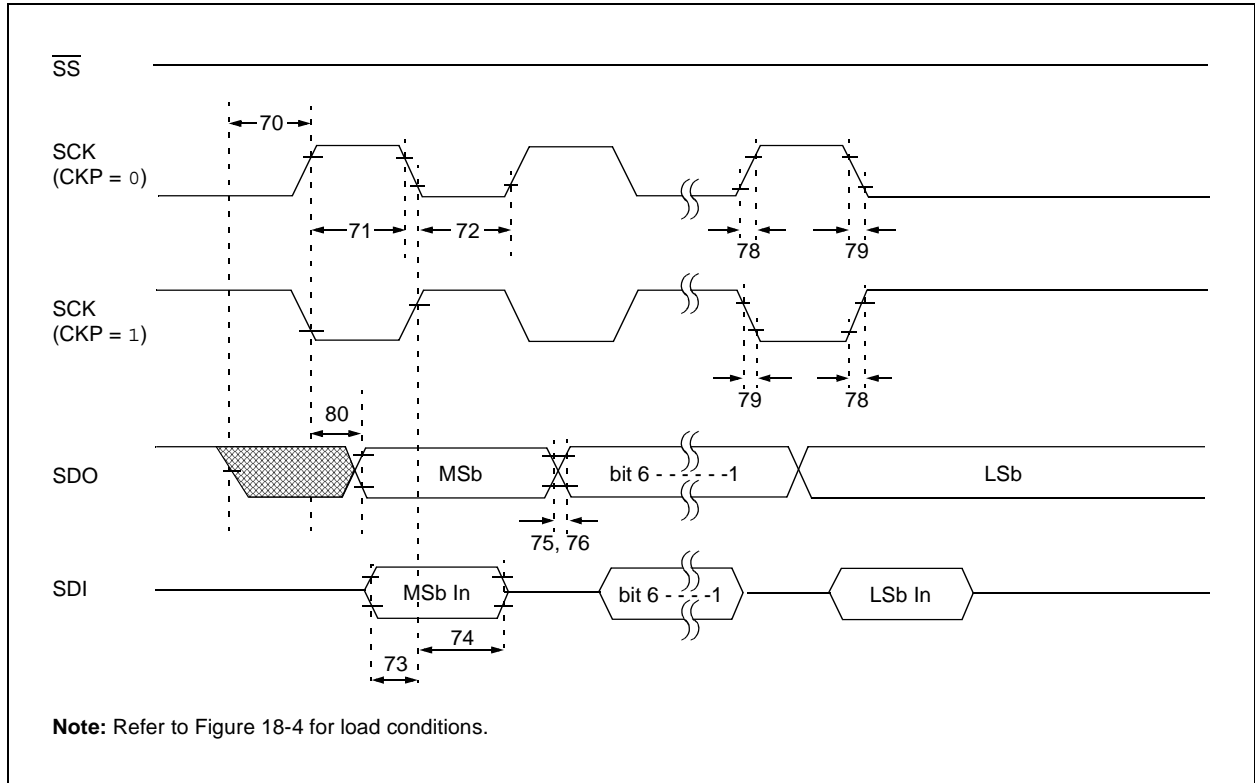 SS
70
SCK
(CKP = 0)
71
72
78
79
SCK
(CKP = 1)
79
78
80
SDO
MSb
bit 6 - - - - - - -1
LSb
75, 76
SDI
MSb In
bit 6 - - - - -1
LSb In
74
73
Note: Refer to Figure 18-4 for load conditions.